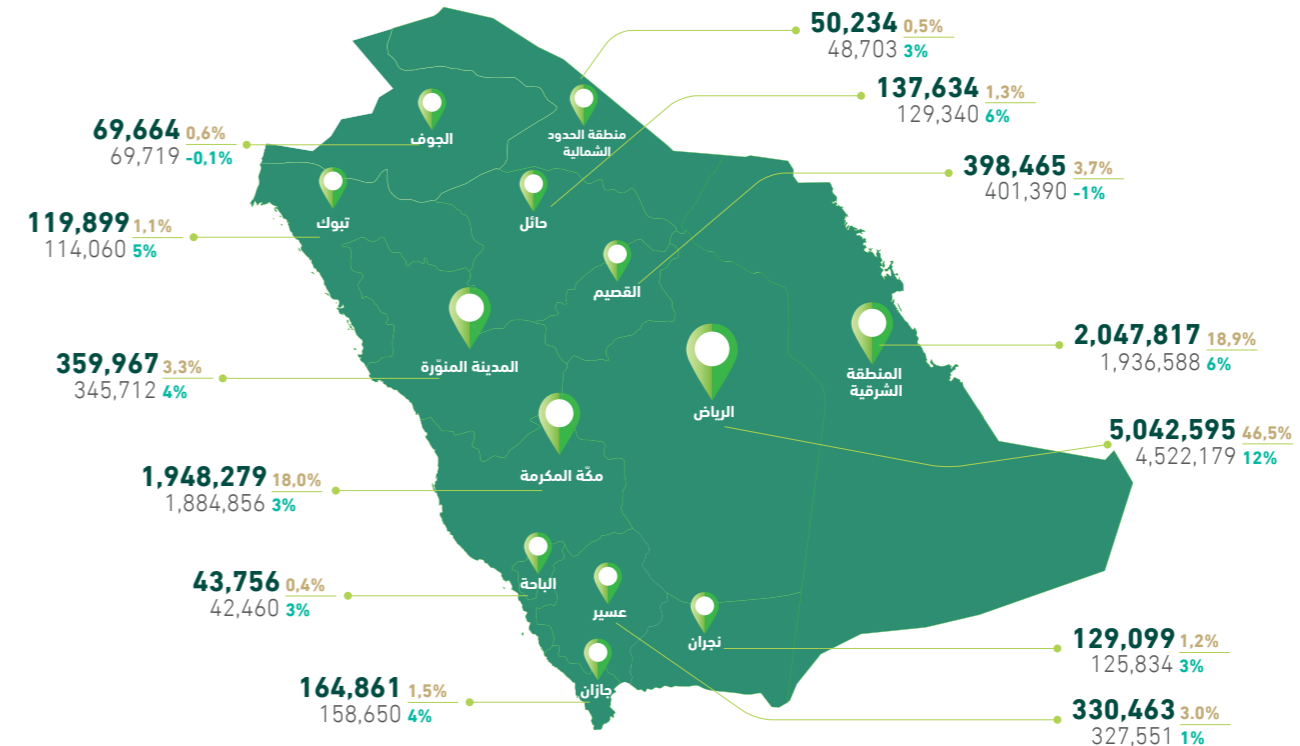 50,234 0,5%
48,703 3%
137,634 1,3%
129,340 6%
398,465 3,7%
401,390 -1%
69,664 0,6%
69,719 -0,1%
119,899 1,1%
114,060 5%
359,967 3,3%
345,712 4%
1,948,279 18,0%
1,884,856 3%
43,756 0,4%
42,460 3%
164,861 1,5%
158,650 4%
2,047,817 18,9%
1,936,588 6%
5,042,595 46,5%
4,522,179 12%
129,099 1,2%
125,834 3%
330,463 3.0%
327,551 1%
الجوف
منطقة الحدود
الشمالية
تبوك
حائل
القصيم
المدينة المنوّرة
المنطقة
الشرقية
الرياض
مكّة المكرمة
الباحة
عسير
نجران
جازان